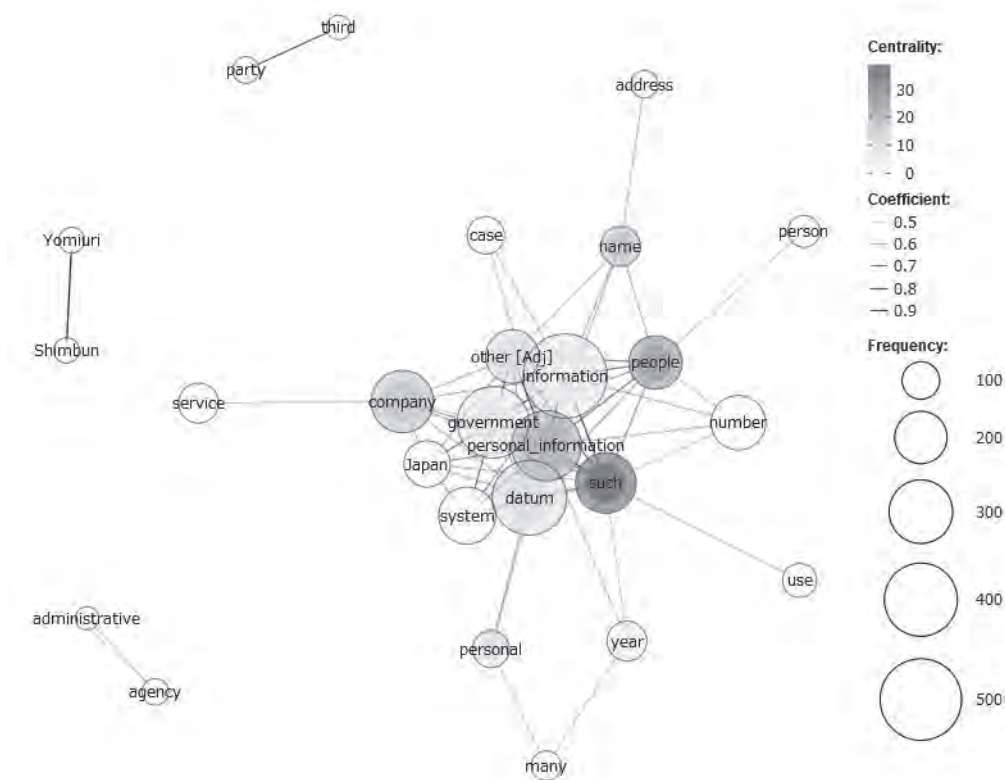 third
party
address
Yomiuri
Shimbun
case
name
person
other [Adj]
information
people
service
company
government
number
personal_information
Japan
such
datum
system
use
administrative
agency
personal
year
many
Centrality:
30
20
10
0
Coefficient:
0.5
0.6
0.7
0.8
0.9
Frequency:
100
200
300
400
500